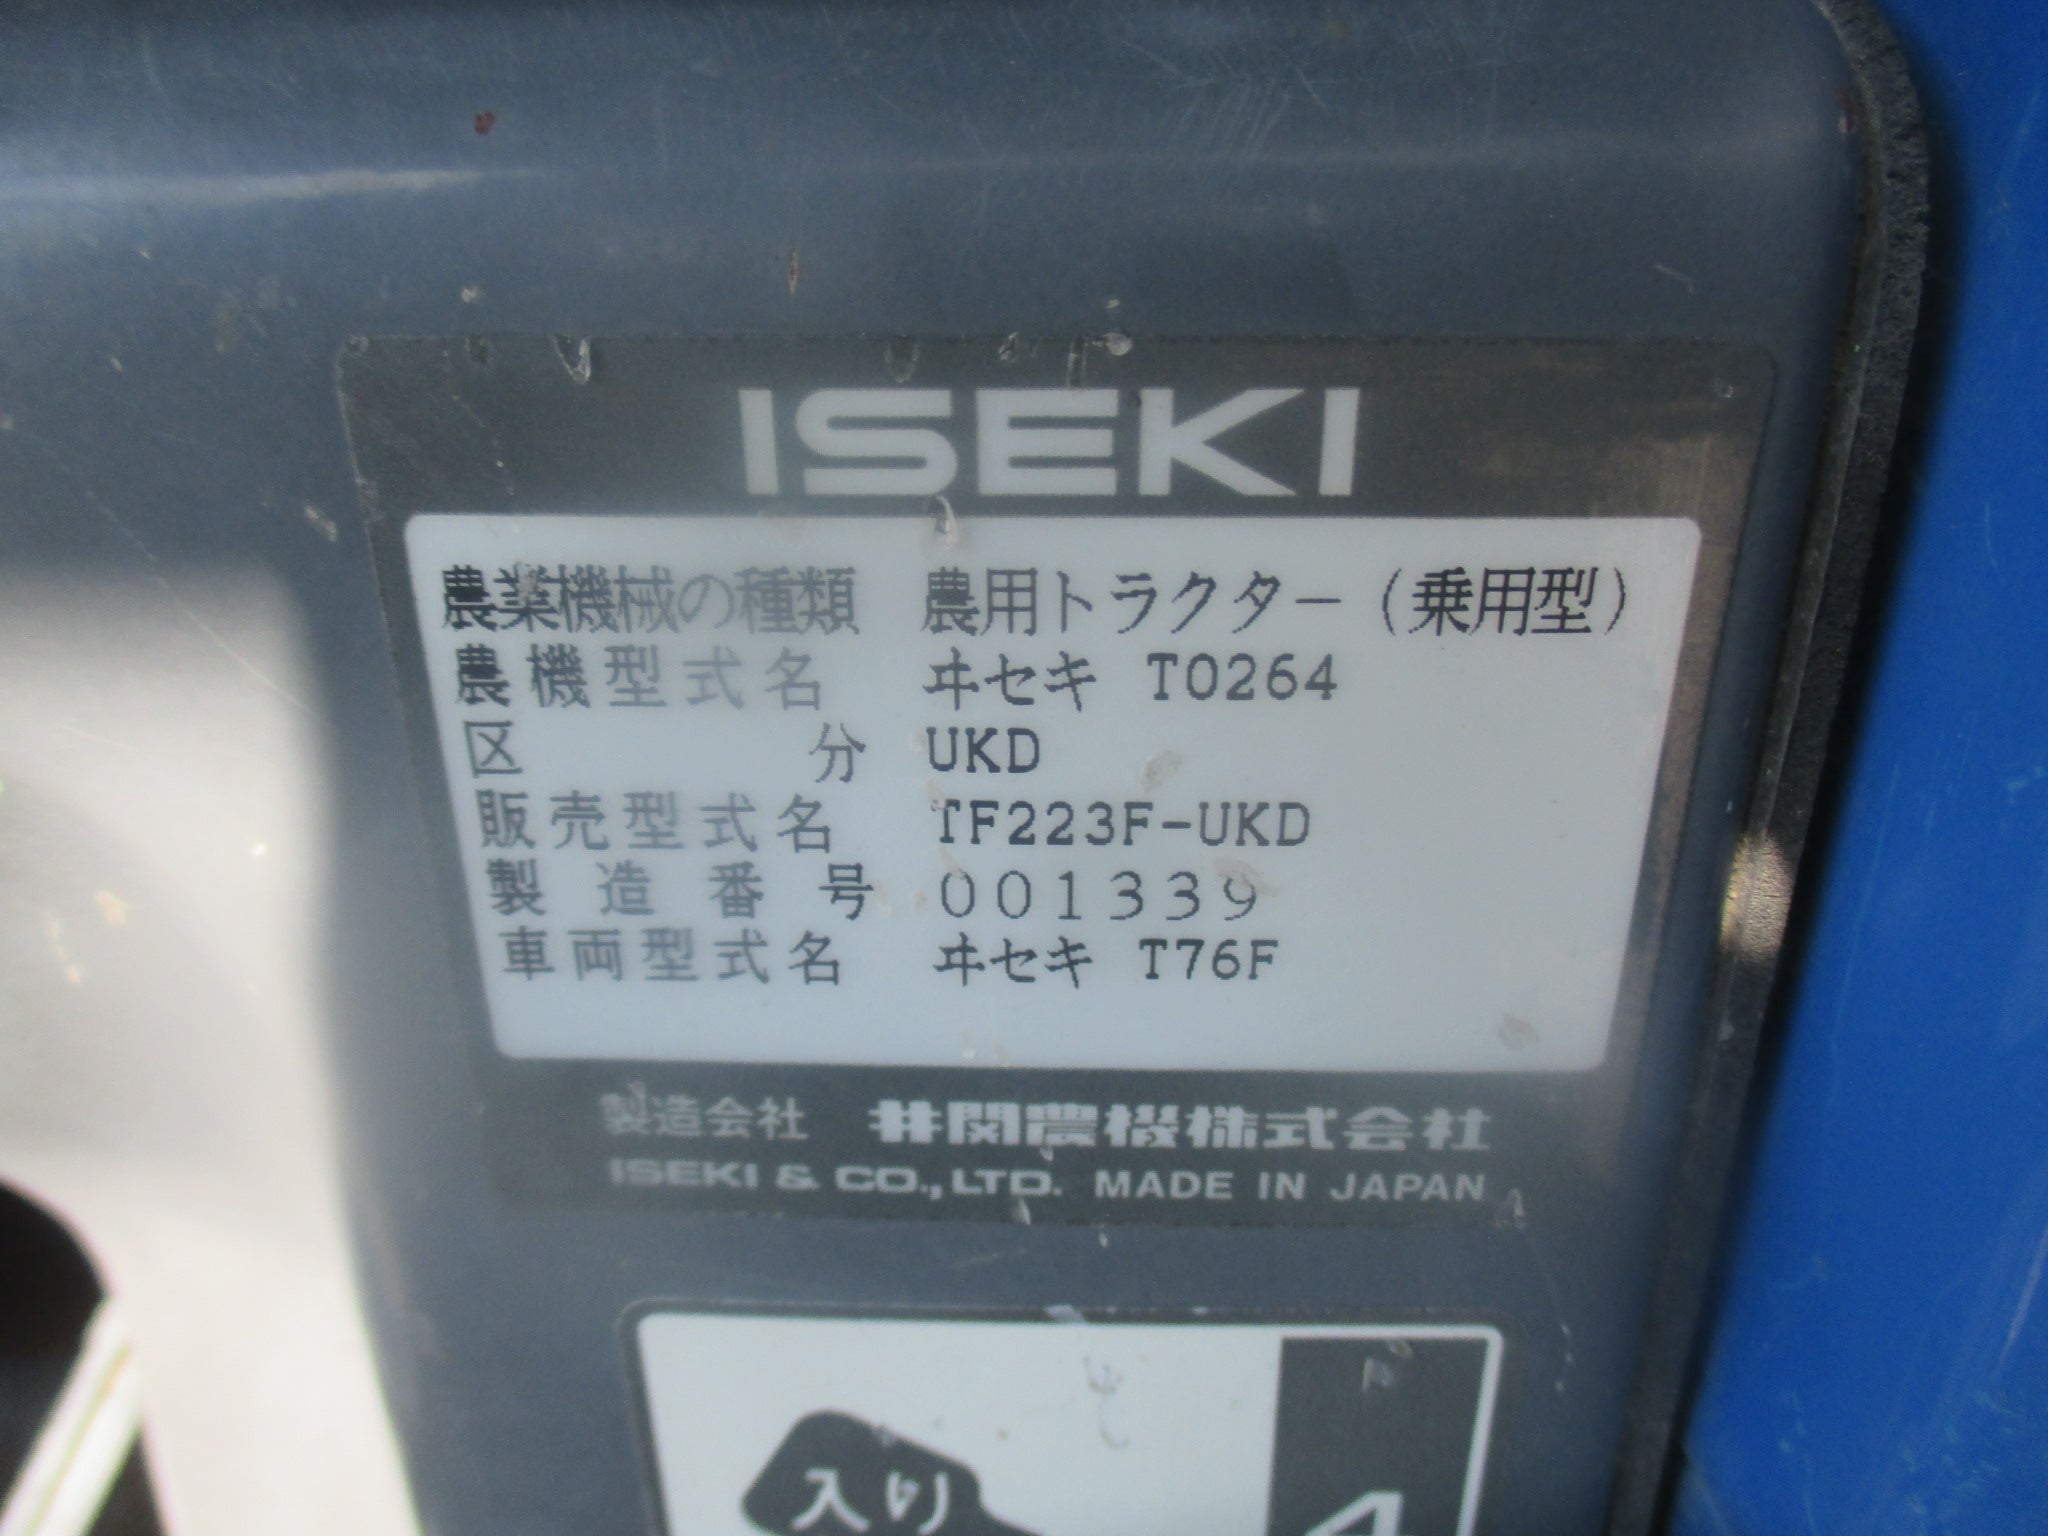 ISEKI
農業機械の種類 農用トラクター(乗用型)
農機型式名 ヰセキ T0264
区分 UKD
販売型式名 TF223F-UKD
製造番号 001339
車両型式名 ヰセキ T76F
製造会社 井関農機株式会社
ISEKI & CO., LTD. MADE IN JAPAN
入り